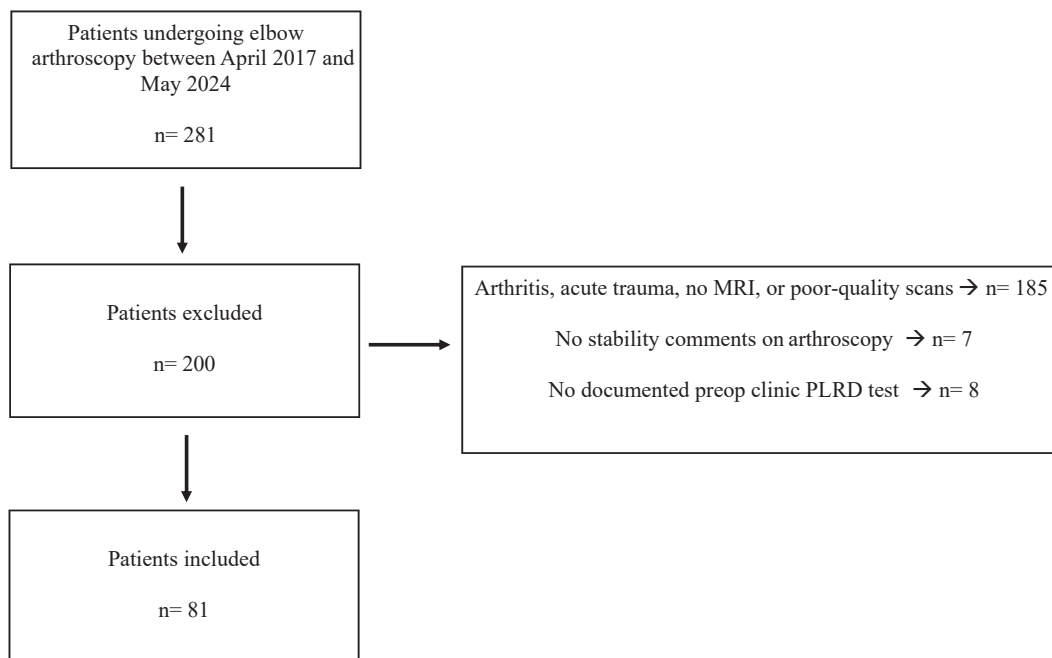 Patients undergoing elbow
arthroscopy between April 2017 and
May 2024
n= 281
Patients excluded
n= 200
Arthritis, acute trauma, no MRI, or poor-quality scans → n= 185
No stability comments on arthroscopy → n= 7
No documented preop clinic PLRD test → n= 8
Patients included
n= 81